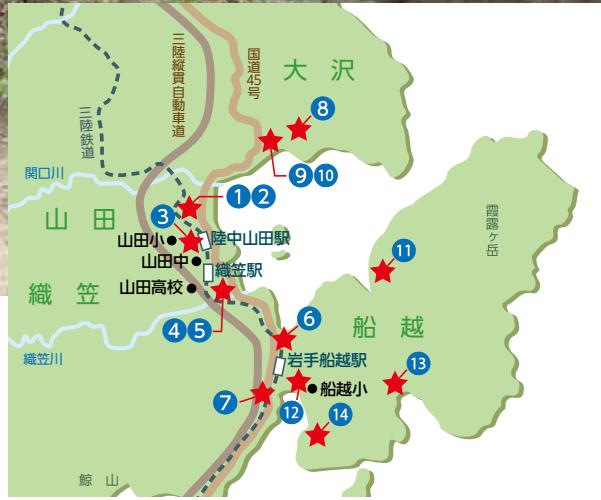 三陸縦貫自動車道
国道45号
大沢
三陸鉄道
8
9 10
関口川
1 2
3
山田
山田小
陸中山田駅
山田中
織笠駅
織笠
山田高校
霞露ヶ岳
11
4 5
6
船越
織笠川
岩手船越駅
13
船越小
7
12
14
鯨山